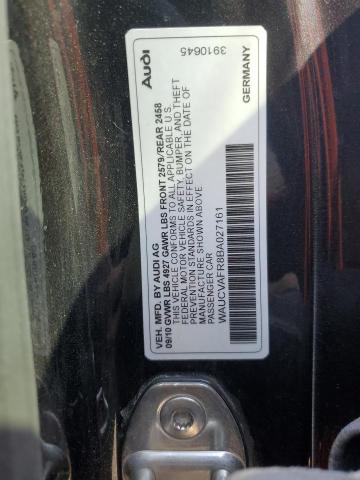 Audi
3910645
GERMANY
VEH. MFD. BY AUDI AG
09/10 GVWR LBS 4927 GAWR LBS FRONT 2579/REAR 2458
THIS VEHICLE CONFORMS TO ALL APPLICABLE U.S.
FEDERAL MOTOR VEHICLE SAFETY, BUMPER, AND THEFT
PREVENTION STANDARDS IN EFFECT ON THE DATE OF
MANUFACTURE SHOWN ABOVE.
PASSENGER CAR
WAUCVAFR8BA027161